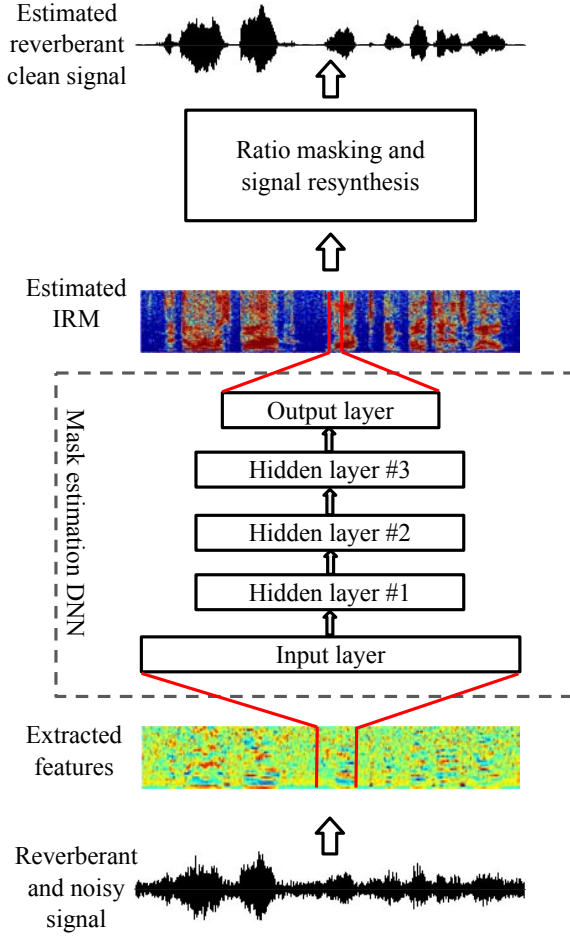 Estimated
reverberant
clean signal
Ratio masking and
signal resynthesis
Estimated
IRM
Mask estimation DNN
Output layer
Hidden layer #3
Hidden layer #2
Hidden layer #1
Input layer
Extracted
features
Reverberant
and noisy
signal